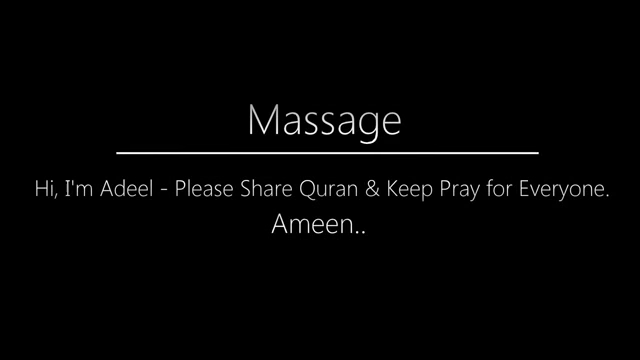 Massage
Hi, I'm Adeel - Please Share Quran & Keep Pray for Everyone.
Ameen..